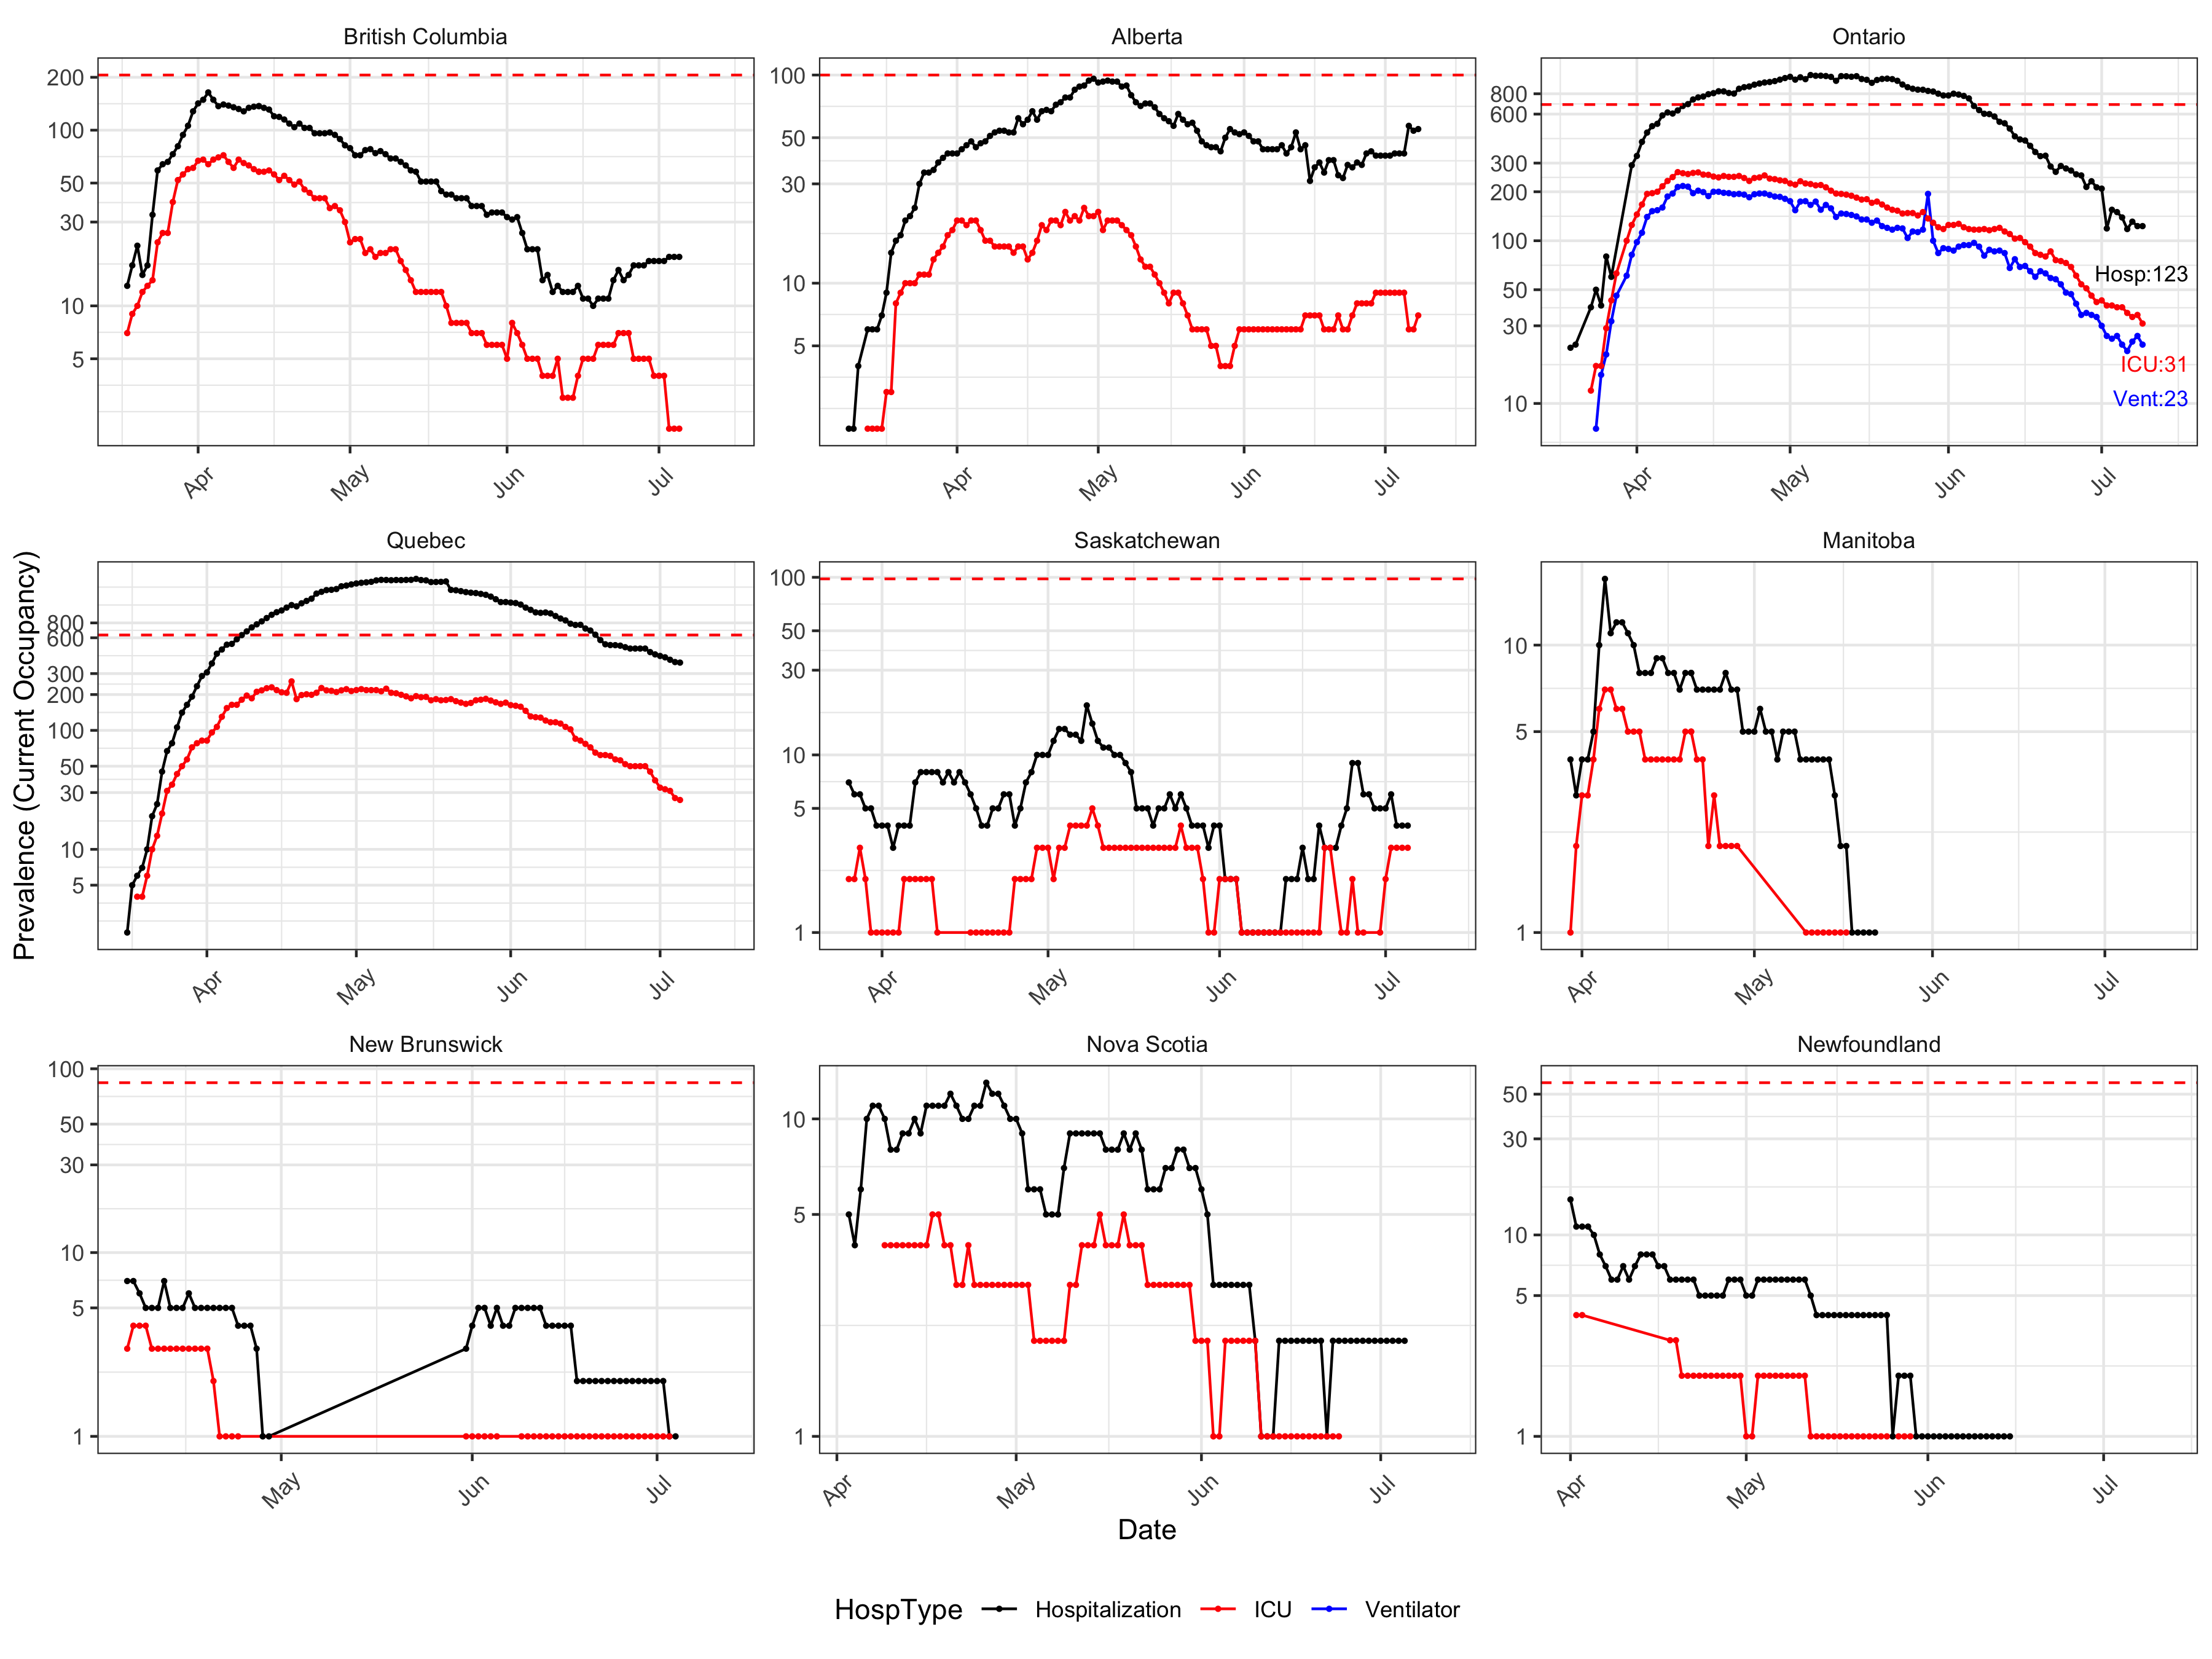 British Columbia
Alberta
Ontario
200
100
50
30
10
5
Apr
May
Jun
Jul
100
50
30
10
5
Apr
May
Jun
Jul
800
600
300
200
100
50
30
10
Hosp:123
ICU:31
Vent:23
Apr
May
Jun
Jul
Prevalence (Current Occupancy)
Quebec
Saskatchewan
Manitoba
800
600
300
200
100
50
30
10
5
Apr
May
Jun
Jul
100
50
30
10
5
1
Apr
May
Jun
Jul
10
5
1
Apr
May
Jun
Jul
New Brunswick
Nova Scotia
Newfoundland
100
50
30
10
5
1
May
Jun
Jul
10
5
1
Apr
May
Jun
Jul
50
30
10
5
1
Apr
May
Jun
Jul
Date
HospType Hospitalization ICU Ventilator